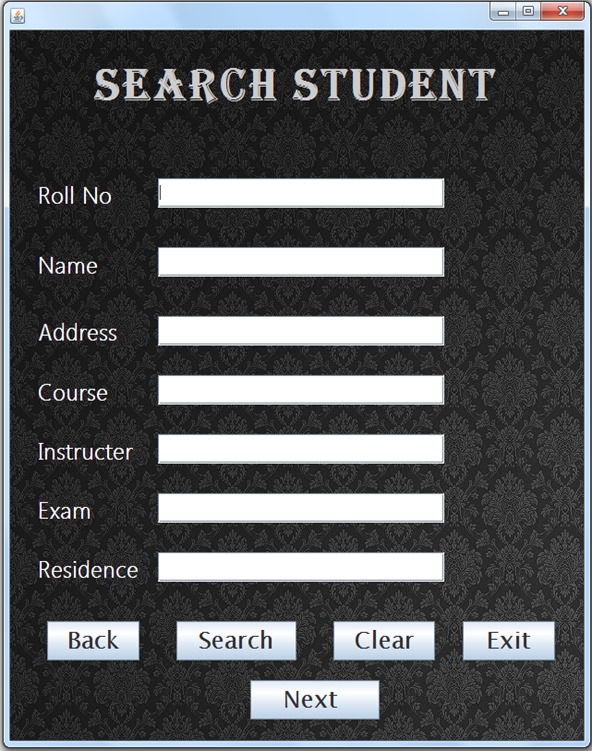 SEARCH STUDENT
Roll No
Name
Address
Course
Instructer
Exam
Residence
Back Search Clear Exit
Next